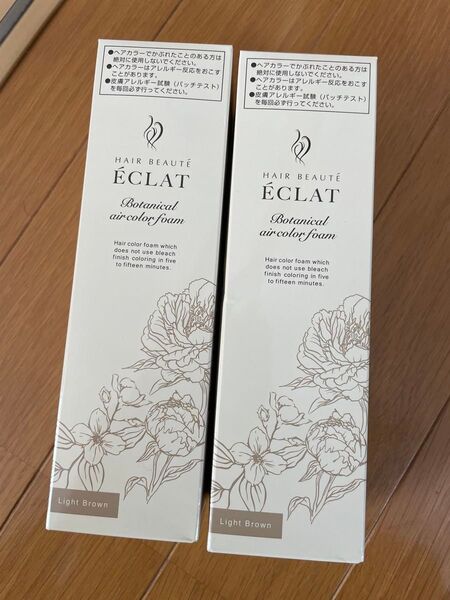 ●ヘアカラーでかぶれたことのある方は
絶対に使用しないでください。
●ヘアカラーはアレルギー反応をおこす
ことがあります。
●皮膚アレルギー試験（パッチテスト）
を毎回必ず行ってください。
HAIR BEAUTÉ
ÉCLAT
Botanical
air color foam
Hair color foam which
does not use bleach
finish coloring in five
to fifteen minutes.
Light Brown
●ヘアカラーでかぶれたことのある方は
絶対に使用しないでください。
●ヘアカラーはアレルギー反応をおこす
ことがあります。
●皮膚アレルギー試験（パッチテスト）
を毎回必ず行ってください。
HAIR BEAUTÉ
ÉCLAT
Botanical
air color foam
Hair color foam which
does not use bleach
finish coloring in five
to fifteen minutes.
Light Brown